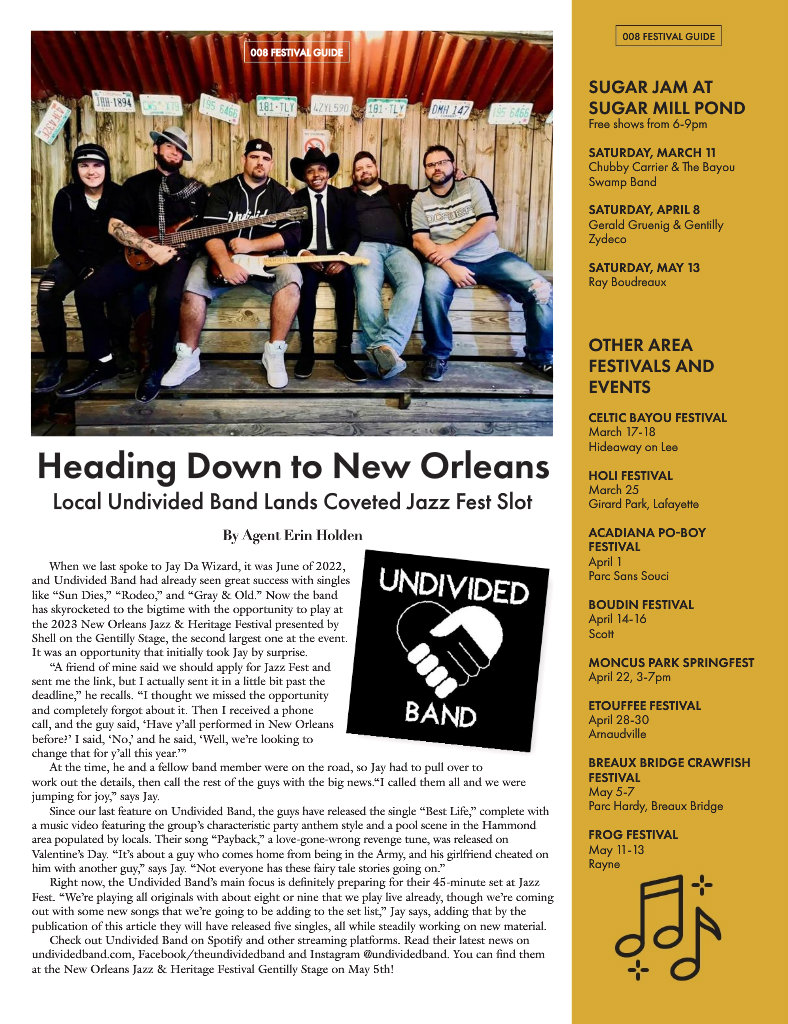 008 FESTIVAL GUIDE
JHH-1894
181·TLY
4ZYL590
181·TLY
DMH 147
Undivided
Heading Down to New Orleans
Local Undivided Band Lands Coveted Jazz Fest Slot
By Agent Erin Holden
When we last spoke to Jay Da Wizard, it was June of 2022,
and Undivided Band had already seen great success with singles
like “Sun Dies,” “Rodeo,” and “Gray & Old.” Now the band
has skyrocketed to the bigtime with the opportunity to play at
the 2023 New Orleans Jazz & Heritage Festival presented by
Shell on the Gentilly Stage, the second largest one at the event.
It was an opportunity that initially took Jay by surprise.
“A friend of mine said we should apply for Jazz Fest and
sent me the link, but I actually sent it in a little bit past the
deadline,” he recalls. “I thought we missed the opportunity
and completely forgot about it. Then I received a phone
call, and the guy said, ‘Have y’all performed in New Orleans
before?’ I said, ‘No,’ and he said, ‘Well, we’re looking to
change that for y’all this year.’”
At the time, he and a fellow band member were on the road, so Jay had to pull over to
work out the details, then call the rest of the guys with the big news.“I called them all and we were
jumping for joy,” says Jay.
Since our last feature on Undivided Band, the guys have released the single “Best Life,” complete with
a music video featuring the group’s characteristic party anthem style and a pool scene in the Hammond
area populated by locals. Their song “Payback,” a love-gone-wrong revenge tune, was released on
Valentine’s Day. “It’s about a guy who comes home from being in the Army, and his girlfriend cheated on
him with another guy,” says Jay. “Not everyone has these fairy tale stories going on.”
Right now, the Undivided Band’s main focus is definitely preparing for their 45-minute set at Jazz
Fest. “We’re playing all originals with about eight or nine that we play live already, though we’re coming
out with some new songs that we’re going to be adding to the set list,” Jay says, adding that by the
publication of this article they will have released five singles, all while steadily working on new material.
Check out Undivided Band on Spotify and other streaming platforms. Read their latest news on
undividedband.com, Facebook/theundividedband and Instagram @undividedband. You can find them
at the New Orleans Jazz & Heritage Festival Gentilly Stage on May 5th!
UNDIVIDED
BAND
008 FESTIVAL GUIDE
SUGAR JAM AT
SUGAR MILL POND
Free shows from 6-9pm
SATURDAY, MARCH 11
Chubby Carrier & The Bayou
Swamp Band
SATURDAY, APRIL 8
Gerald Gruenig & Gentilly
Zydeco
SATURDAY, MAY 13
Ray Boudreaux
OTHER AREA
FESTIVALS AND
EVENTS
CELTIC BAYOU FESTIVAL
March 17-18
Hideaway on Lee
HOLI FESTIVAL
March 25
Girard Park, Lafayette
ACADIANA PO-BOY
FESTIVAL
April 1
Parc Sans Souci
BOUDIN FESTIVAL
April 14-16
Scott
MONCUS PARK SPRINGFEST
April 22, 3-7pm
ETOUFFEE FESTIVAL
April 28-30
Arnaudville
BREAUX BRIDGE CRAWFISH
FESTIVAL
May 5-7
Parc Hardy, Breaux Bridge
FROG FESTIVAL
May 11-13
Rayne